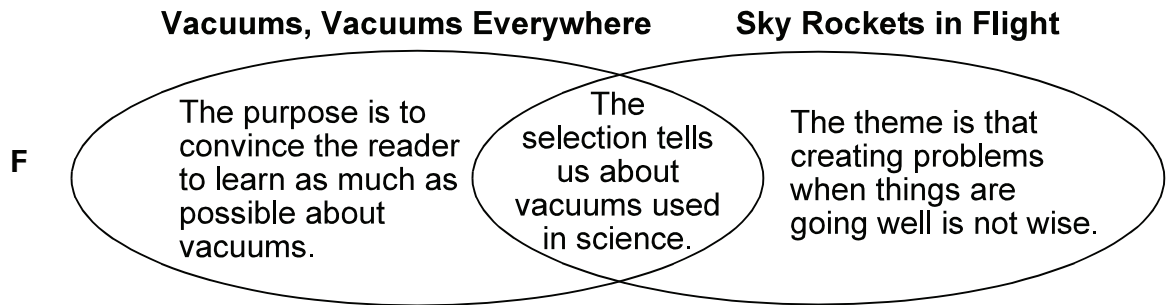 Vacuums, Vacuums Everywhere
Sky Rockets in Flight
F
The purpose is to
convince the reader
to learn as much as
possible about
vacuums.
The
selection tells
us about
vacuums used
in science.
The theme is that
creating problems
when things are
going well is not wise.